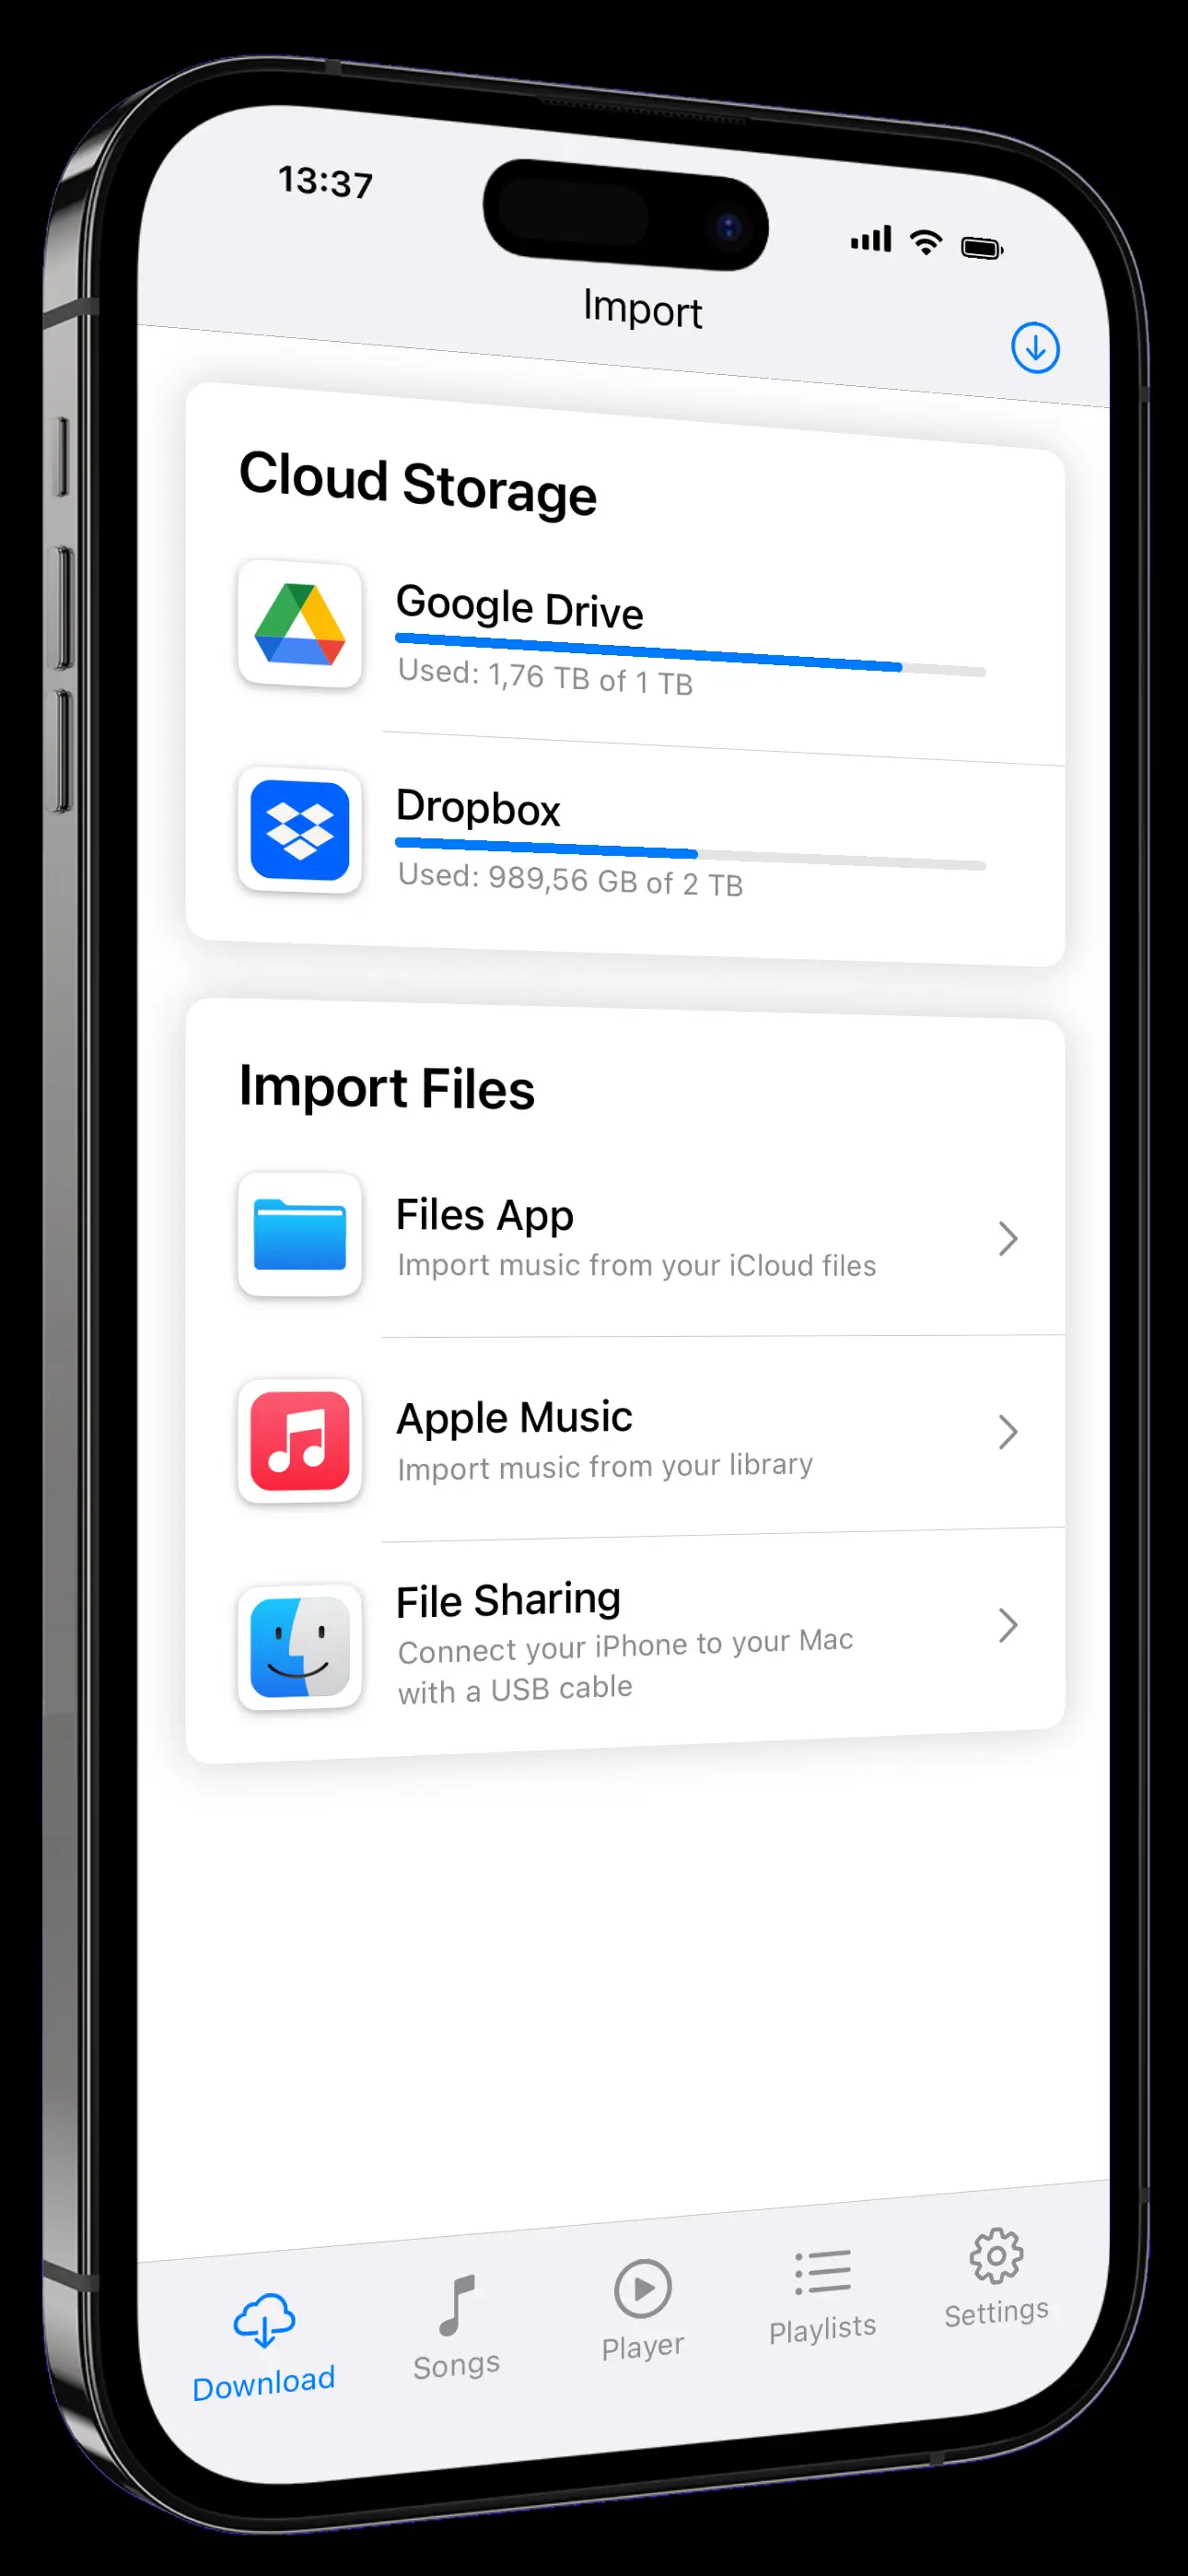 13:37
Import
Cloud Storage
Google Drive
Used: 1,76 TB of 1 TB
Dropbox
Used: 989,56 GB of 2 TB
Import Files
Files App
Import music from your iCloud files
Apple Music
Import music from your library
File Sharing
Connect your iPhone to your Mac
with a USB cable
Download
Songs
Player
Playlists
Settings